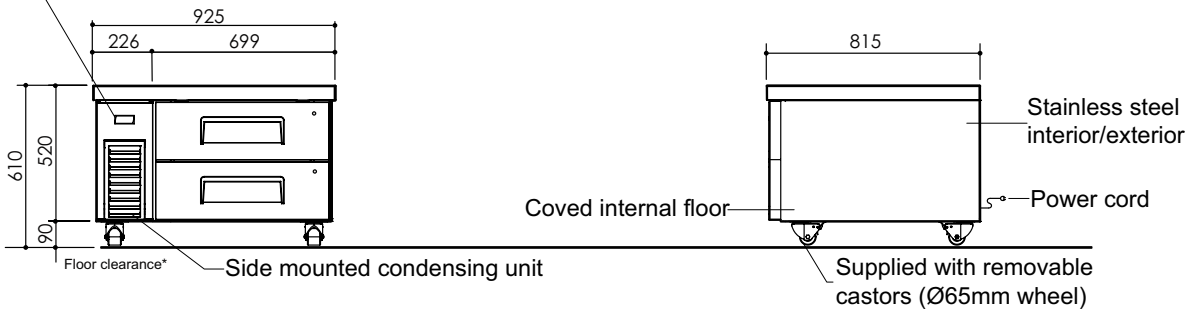 925
226
699
610
520
90
Floor clearance*
Side mounted condensing unit
815
Stainless steel
interior/exterior
Power cord
Coved internal floor
Supplied with removable
castors (Ø65mm wheel)